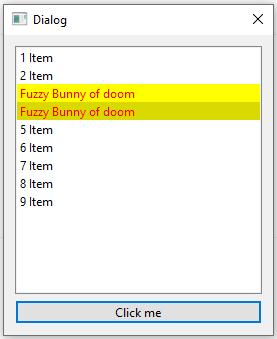 Dialog
1 Item
2 Item
Fuzzy Bunny of doom
Fuzzy Bunny of doom
5 Item
6 Item
7 Item
8 Item
9 Item
Click me